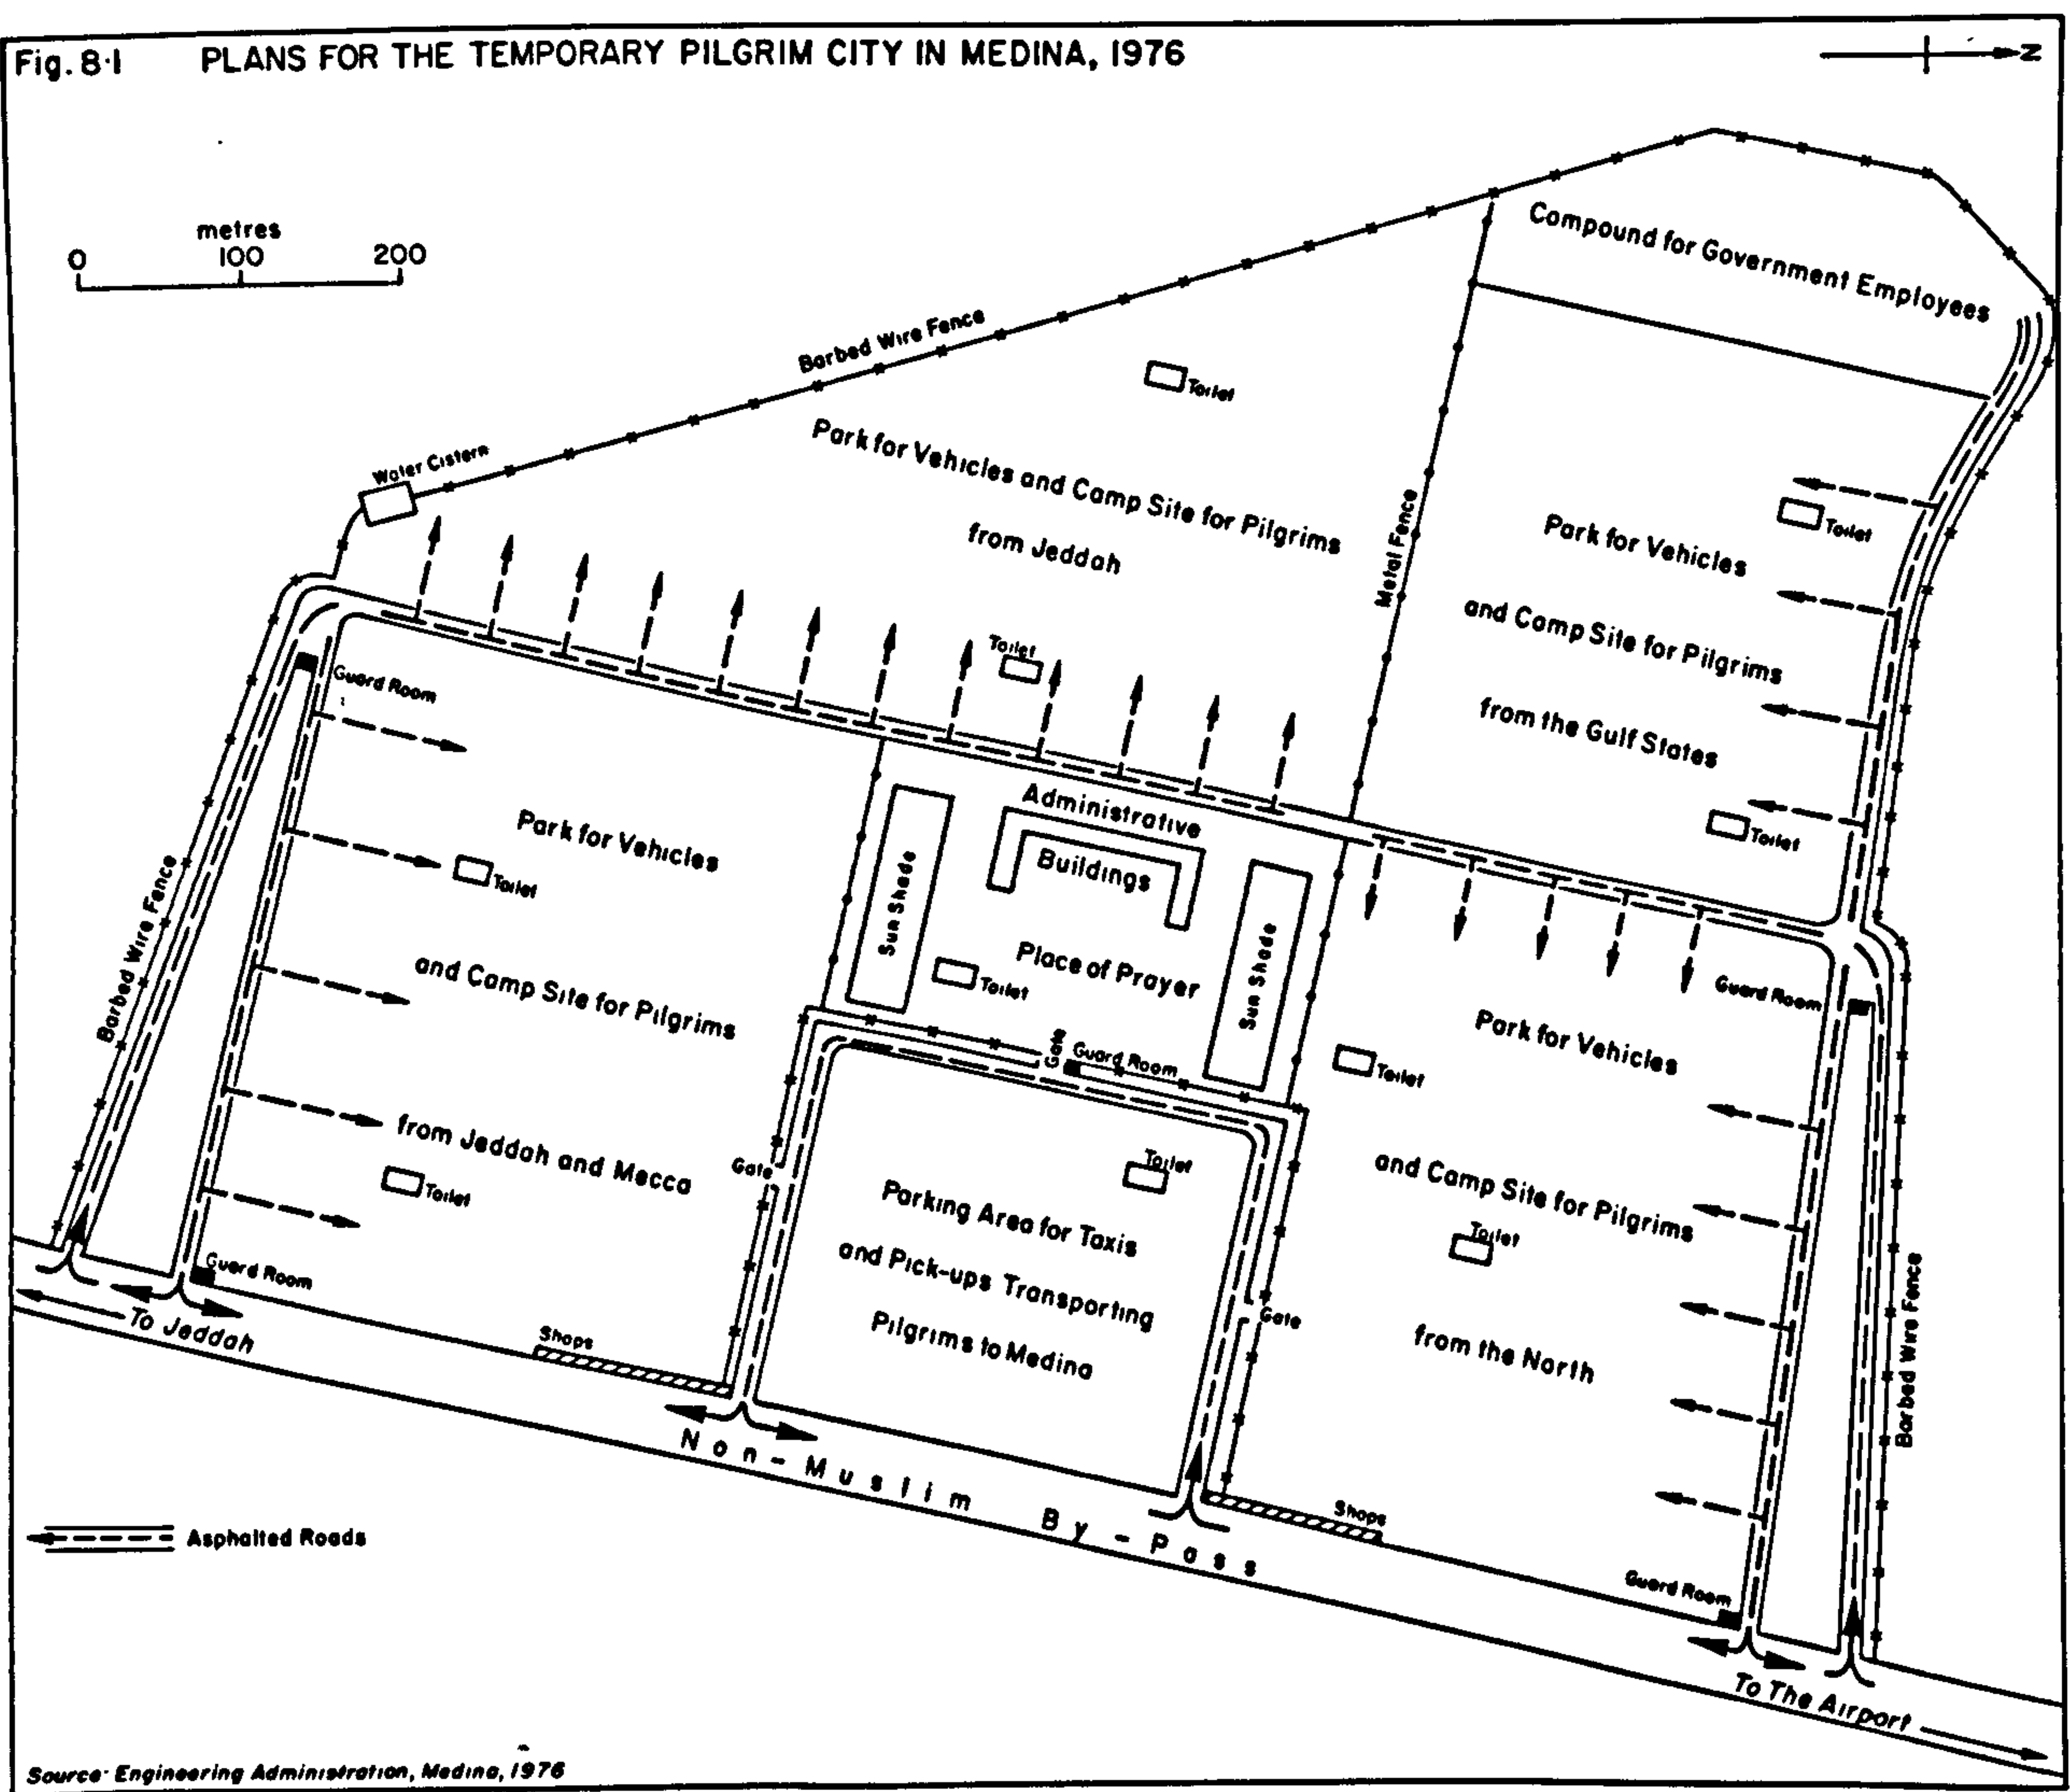 Fig. 8·1 PLANS FOR THE TEMPORARY PILGRIM CITY IN MEDINA, 1976
N
metres
0 100 200
Compound for Government Employees
Barbed Wire Fence
Toilet
Water Cistern
Park for Vehicles and Camp Site for Pilgrims
from Jeddah
Metal Fence
Park for Vehicles
Toilet
and Camp Site for Pilgrims
from the Gulf States
Toilet
Toilet
Guard Room
Park for Vehicles
Toilet
and Camp Site for Pilgrims
from Jeddah and Mecca
Toilet
Guard Room
Barbed Wire Fence
Administrative
Buildings
Sun Shade
Sun Shade
Place of Prayer
Toilet
Gate
Guard Room
Guard Room
Park for Vehicles
Toilet
and Camp Site for Pilgrims
Toilet
from the North
Gate
Toilet
Parking Area for Taxis
and Pick-ups Transporting
Pilgrims to Medina
Gate
Barbed Wire Fence
To Jeddah
Shops
Non-Muslim By-Pass
Shops
Guard Room
To The Airport
Asphalted Roads
Source: Engineering Administration, Medina, 1976